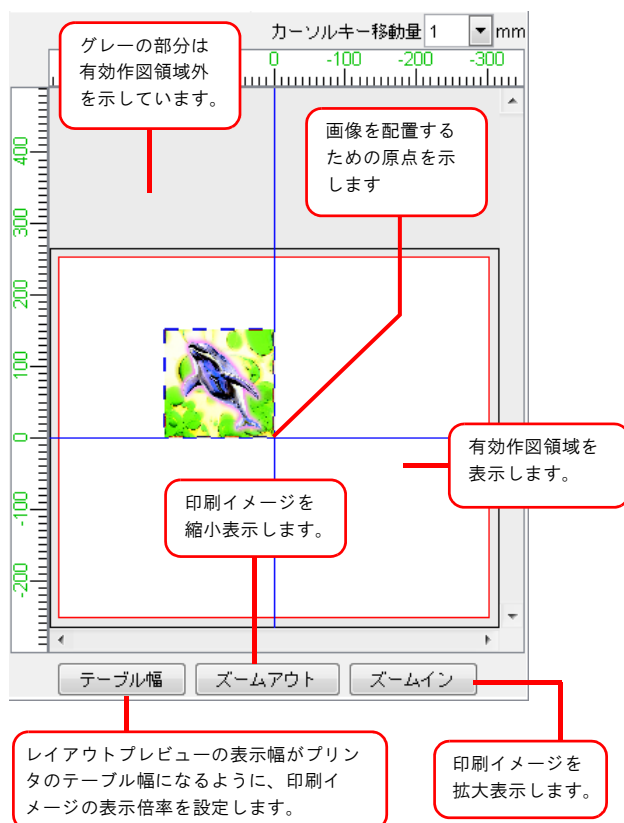 カーソルキー移動量 1 mm
グレーの部分は
有効作図領域外
を示しています。
0 -100 -200 -300
画像を配置する
ための原点を示
します
400
300
200
100
0
-100
-200
有効作図領域を
表示します。
印刷イメージを
縮小表示します。
テーブル幅 ズームアウト ズームイン
レイアウトプレビューの表示幅がプリン
タのテーブル幅になるように、印刷イ
メージの表示倍率を設定します。
印刷イメージを
拡大表示します。